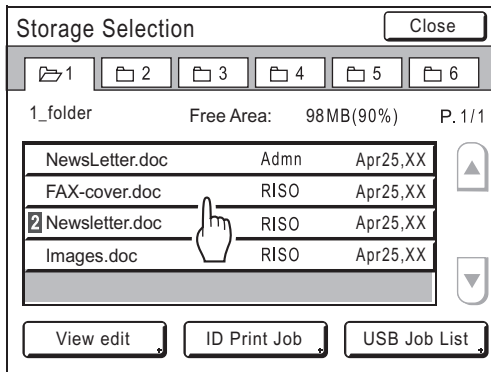 Storage Selection Close
1 2 3 4 5 6
1_folder Free Area: 98MB(90%) P.1/1
NewsLetter.doc Admn Apr25,XX
FAX-cover.doc RISO Apr25,XX
2 Newsletter.doc RISO Apr25,XX
Images.doc RISO Apr25,XX
View edit ID Print Job USB Job List